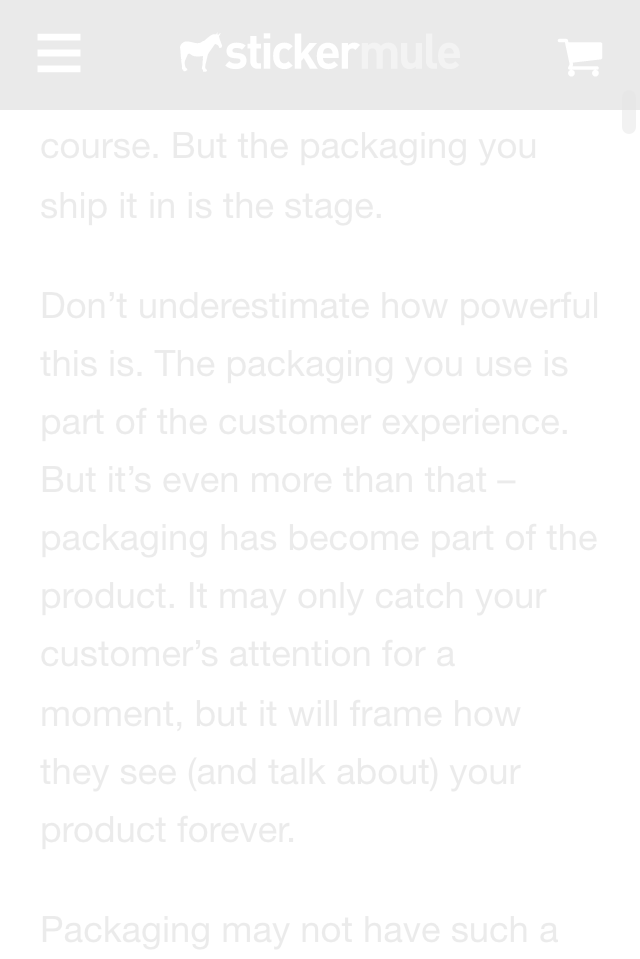 stickermule
course. But the packaging you
ship it in is the stage.
Don’t underestimate how powerful
this is. The packaging you use is
part of the customer experience.
But it’s even more than that –
packaging has become part of the
product. It may only catch your
customer’s attention for a
moment, but it will frame how
they see (and talk about) your
product forever.
Packaging may not have such a